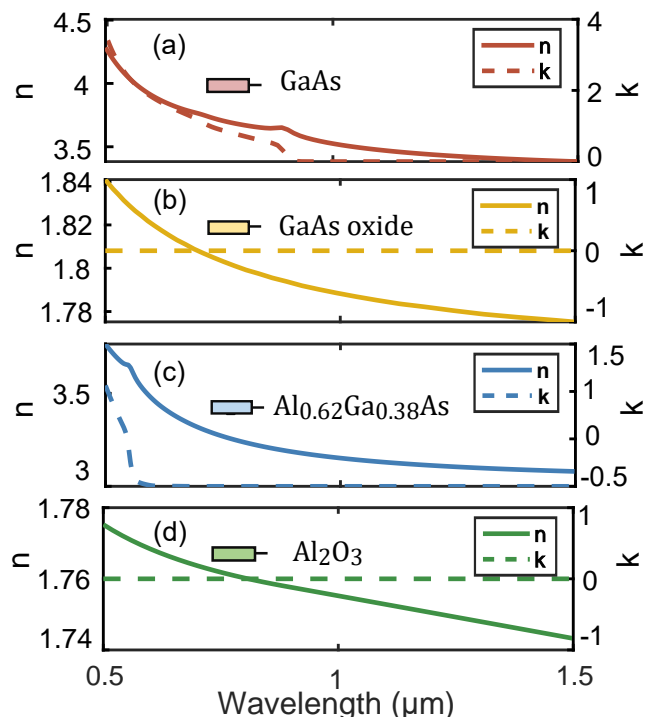 4.5 (a) n 4
k
GaAs 2
n 4 k
3.5 0
1.84 (b) n 1
k
1.82 GaAs oxide 0
n 1.8 k
1.78 -1
(c) n 1.5
k 1
3.5 Al0.62Ga0.38As 0
n k
3 -0.5
1.78 (d) n 1
k
n 1.76 Al2O3 0 k
1.74 -1
0.5 1 1.5
Wavelength (μm)